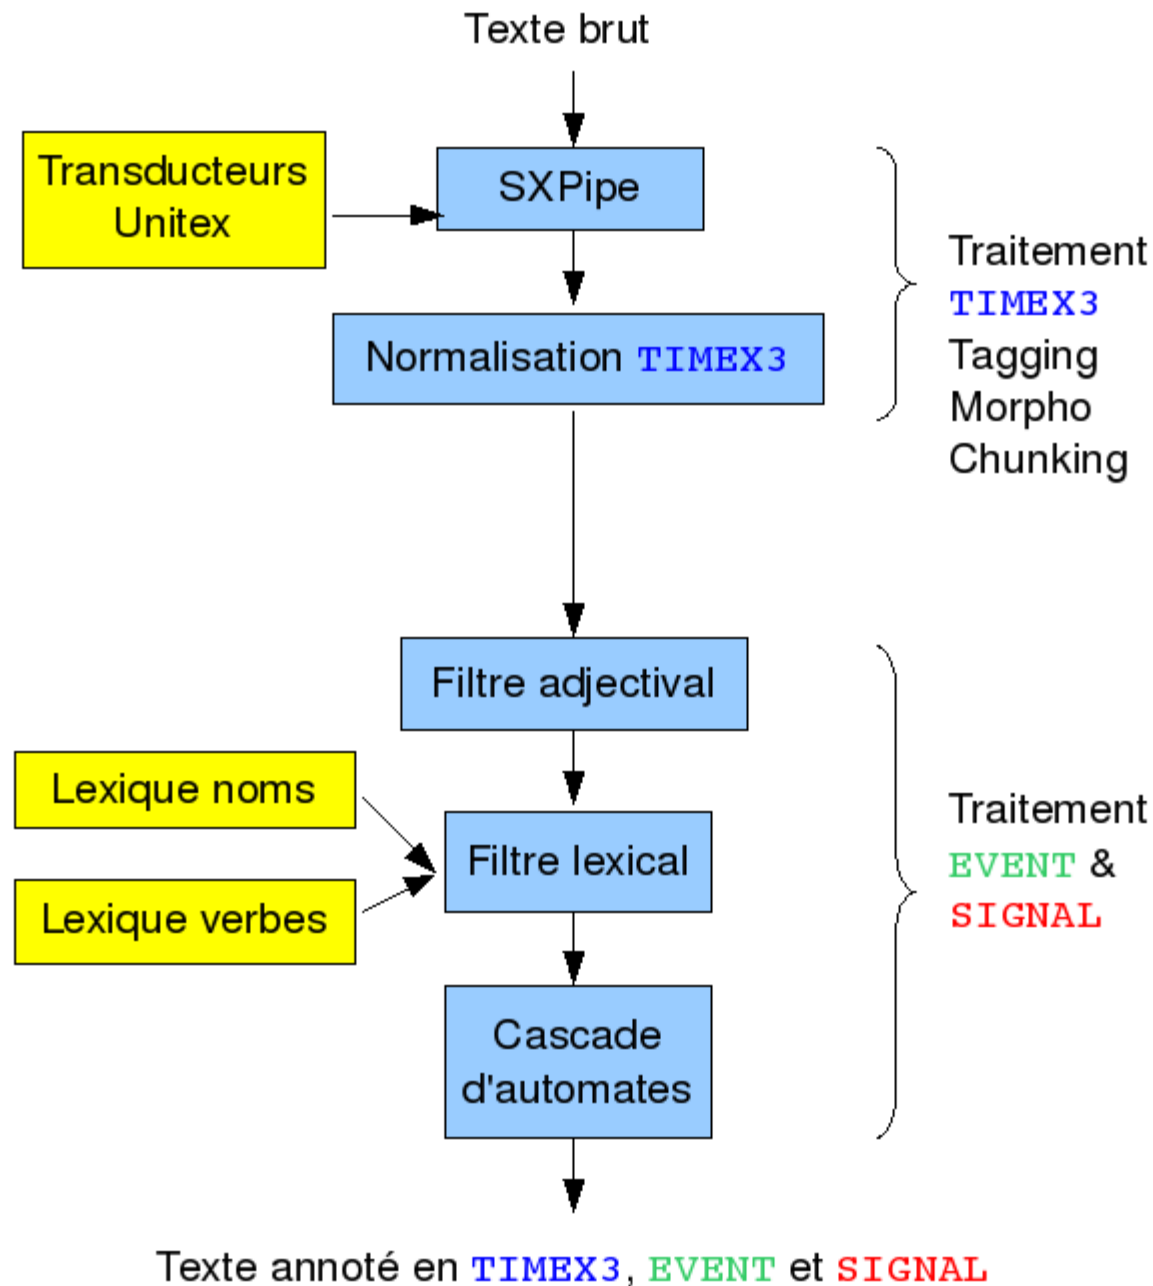 Texte brut
Transducteurs
Unitex
SXPipe
Normalisation TIMEX3
Traitement
TIMEX3
Tagging
Morpho
Chunking
Filtre adjectival
Lexique noms
Lexique verbes
Filtre lexical
Cascade
d'automates
Traitement
EVENT &
SIGNAL
Texte annoté en TIMEX3, EVENT et SIGNAL